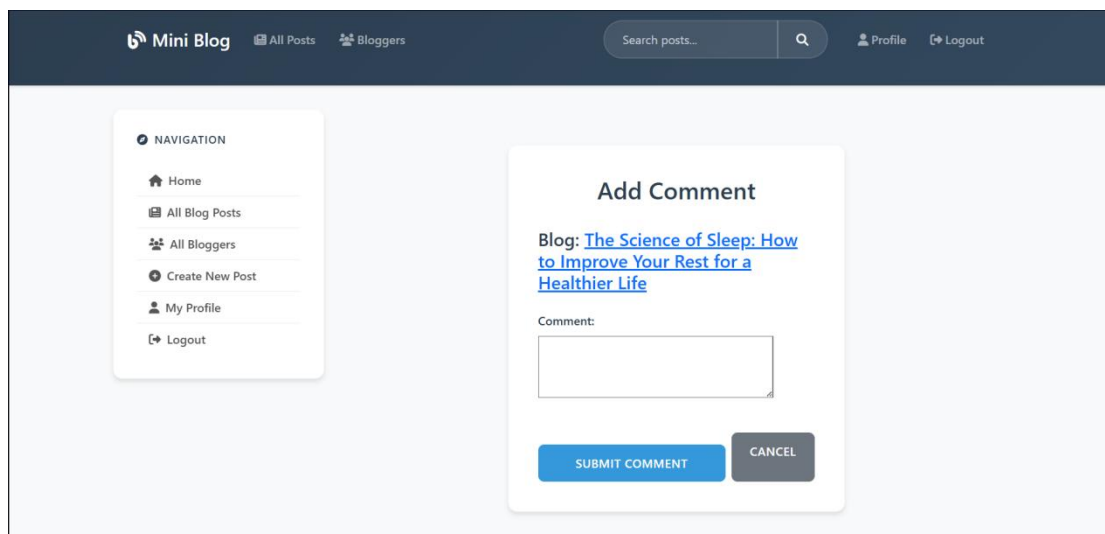 Mini Blog All Posts Bloggers Search posts... Profile Logout
NAVIGATION
Home
All Blog Posts
All Bloggers
Create New Post
My Profile
Logout
Add Comment
Blog: The Science of Sleep: How
to Improve Your Rest for a
Healthier Life
Comment:
SUBMIT COMMENT CANCEL